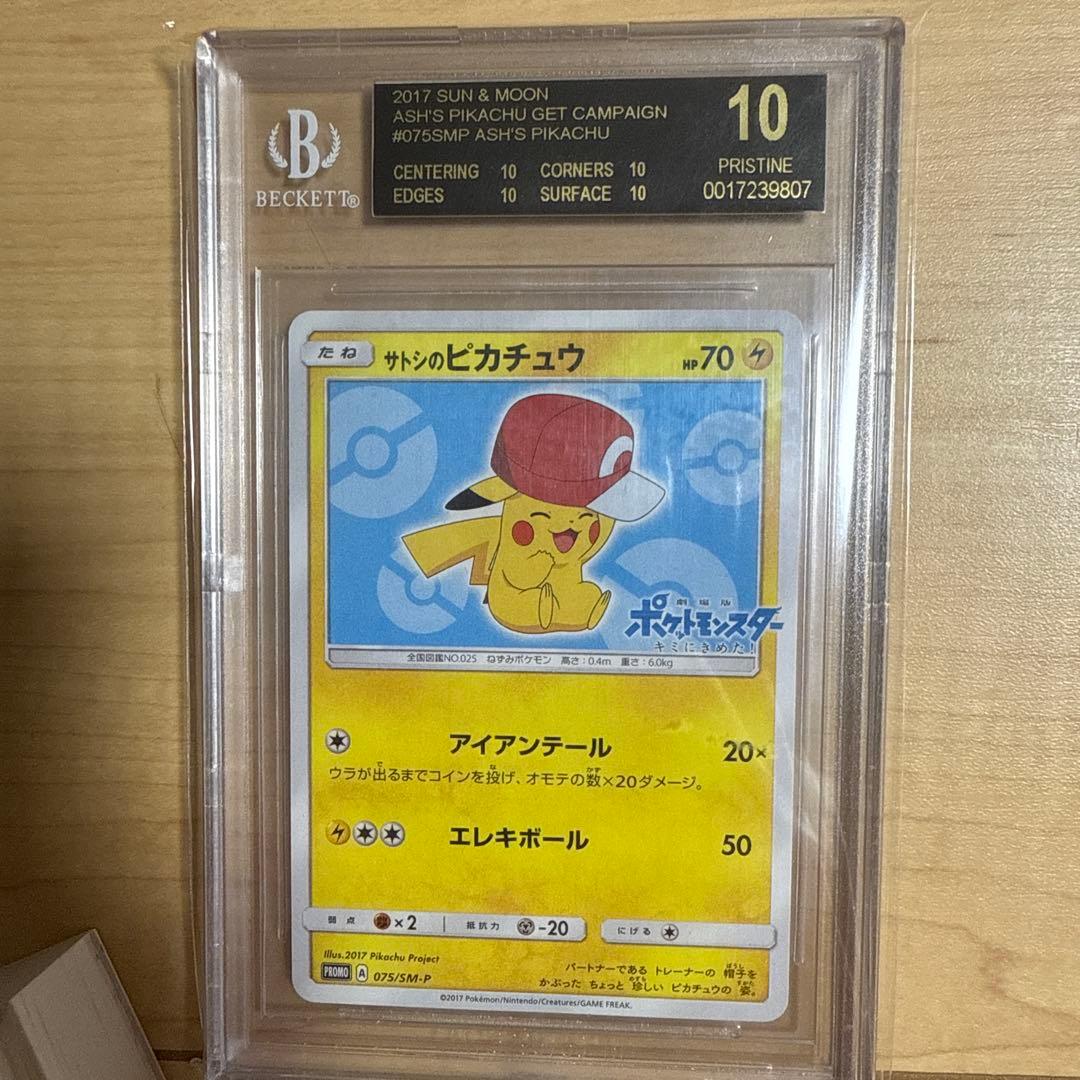 B
BECKETT®
2017 SUN & MOON
ASH'S PIKACHU GET CAMPAIGN
#075SMP ASH'S PIKACHU
CENTERING 10 CORNERS 10
EDGES 10 SURFACE 10
10
PRISTINE
0017239807
たね サトシのピカチュウ HP70
劇場版
ポケットモンスター
キミにきめた!
全国図鑑NO.025 ねずみポケモン 高さ:0.4m 重さ:6.0kg
アイアンテール 20×
ウラが出るまでコインを投げ、オモテの数×20ダメージ。
エレキボール 50
弱点 ×2 抵抗力 -20 にげる
Illus.2017 Pikachu Project
PROMO A 075/SM-P
パートナーである トレーナーの 帽子を
かぶった ちょっと 珍しい ピカチュウの 姿。
©2017 Pokémon/Nintendo/Creatures/GAME FREAK.